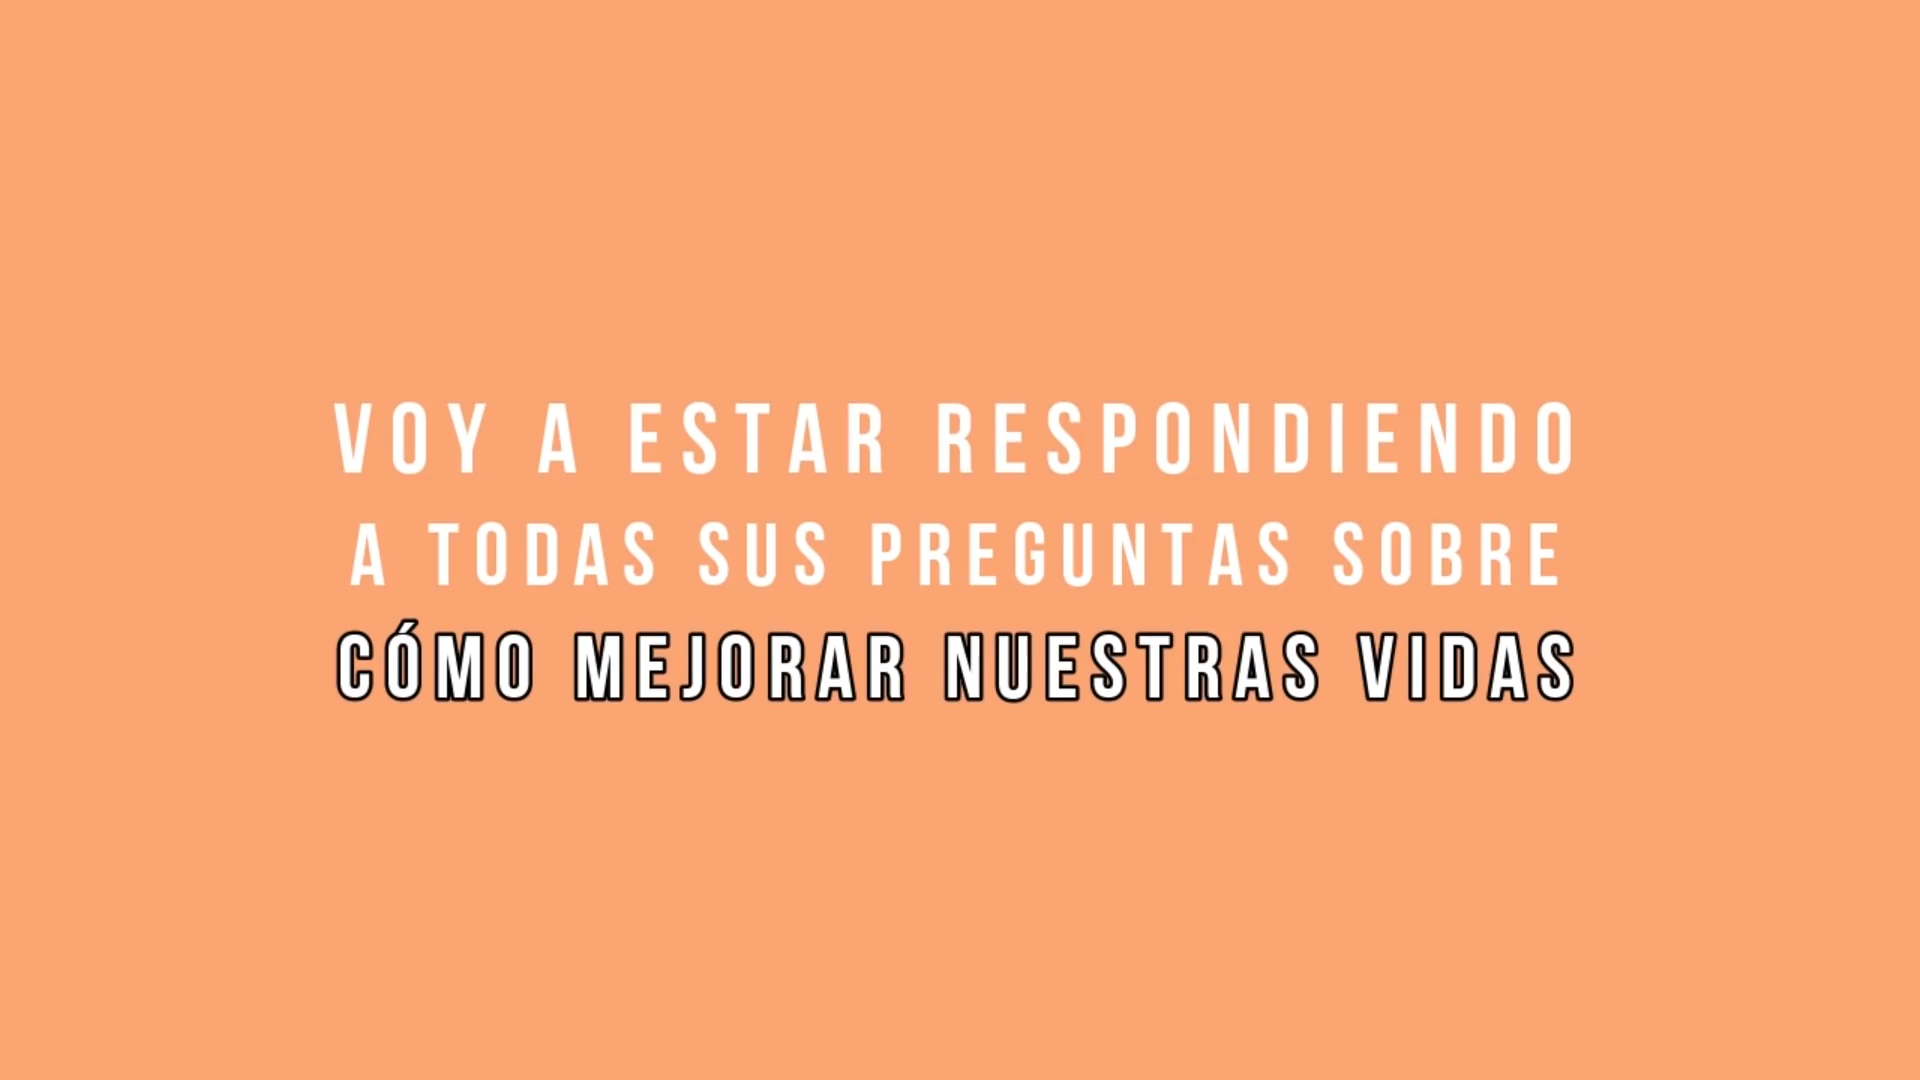 VOY A ESTAR RESPONDIENDO
A TODAS SUS PREGUNTAS SOBRE
CÓMO MEJORAR NUESTRAS VIDAS